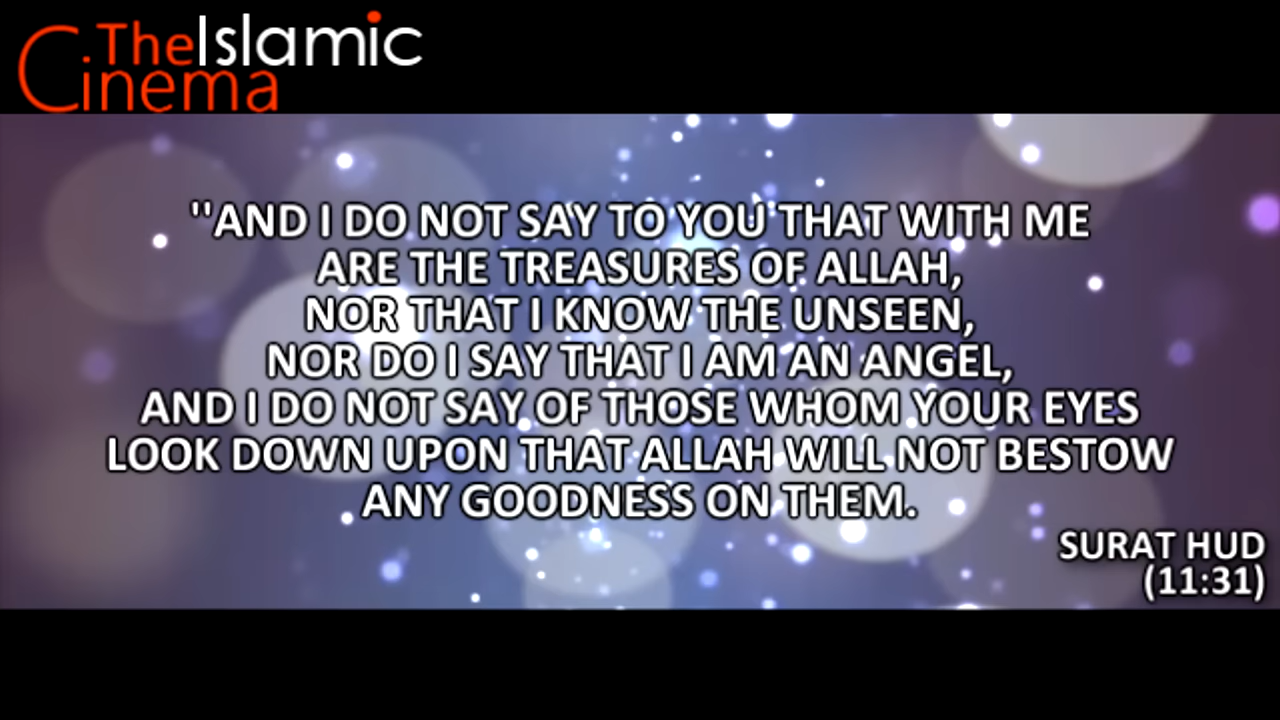 TheIslamic
Cinema
"AND I DO NOT SAY TO YOU THAT WITH ME
ARE THE TREASURES OF ALLAH,
NOR THAT I KNOW THE UNSEEN,
NOR DO I SAY THAT I AM AN ANGEL,
AND I DO NOT SAY OF THOSE WHOM YOUR EYES
LOOK DOWN UPON THAT ALLAH WILL NOT BESTOW
ANY GOODNESS ON THEM.
SURAT HUD
(11:31)